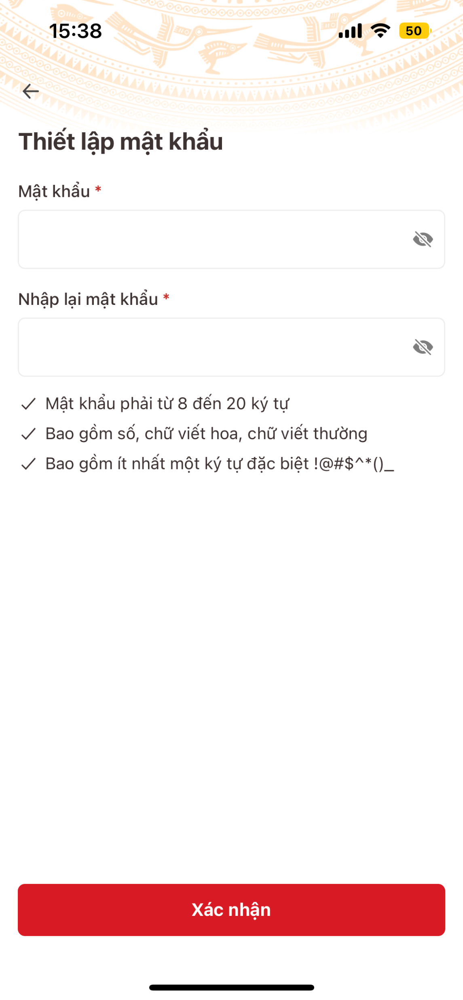 15:38
50
Thiết lập mật khẩu
Mật khẩu *
Nhập lại mật khẩu *
Mật khẩu phải từ 8 đến 20 ký tự
Bao gồm số, chữ viết hoa, chữ viết thường
Bao gồm ít nhất một ký tự đặc biệt !@#$^*()_
Xác nhận